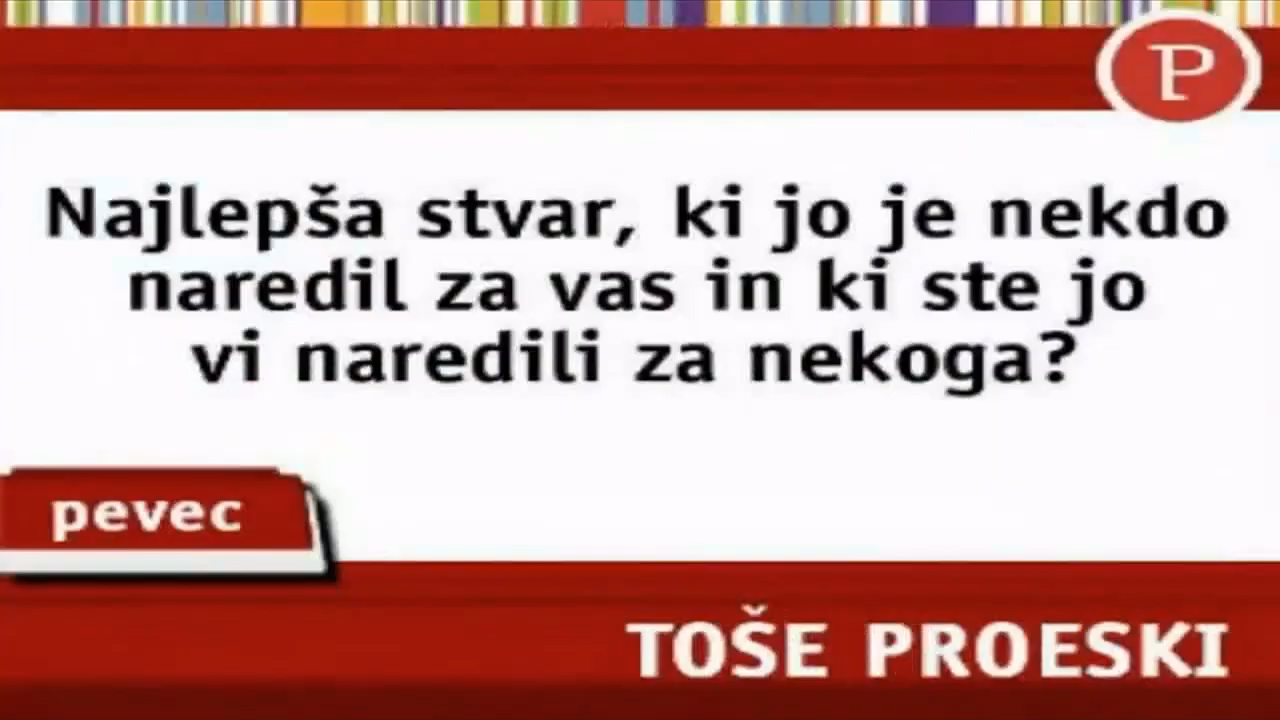 P
Najlepša stvar, ki jo je nekdo
naredil za vas in ki ste jo
vi naredili za nekoga?
pevec
TOŠE PROESKI